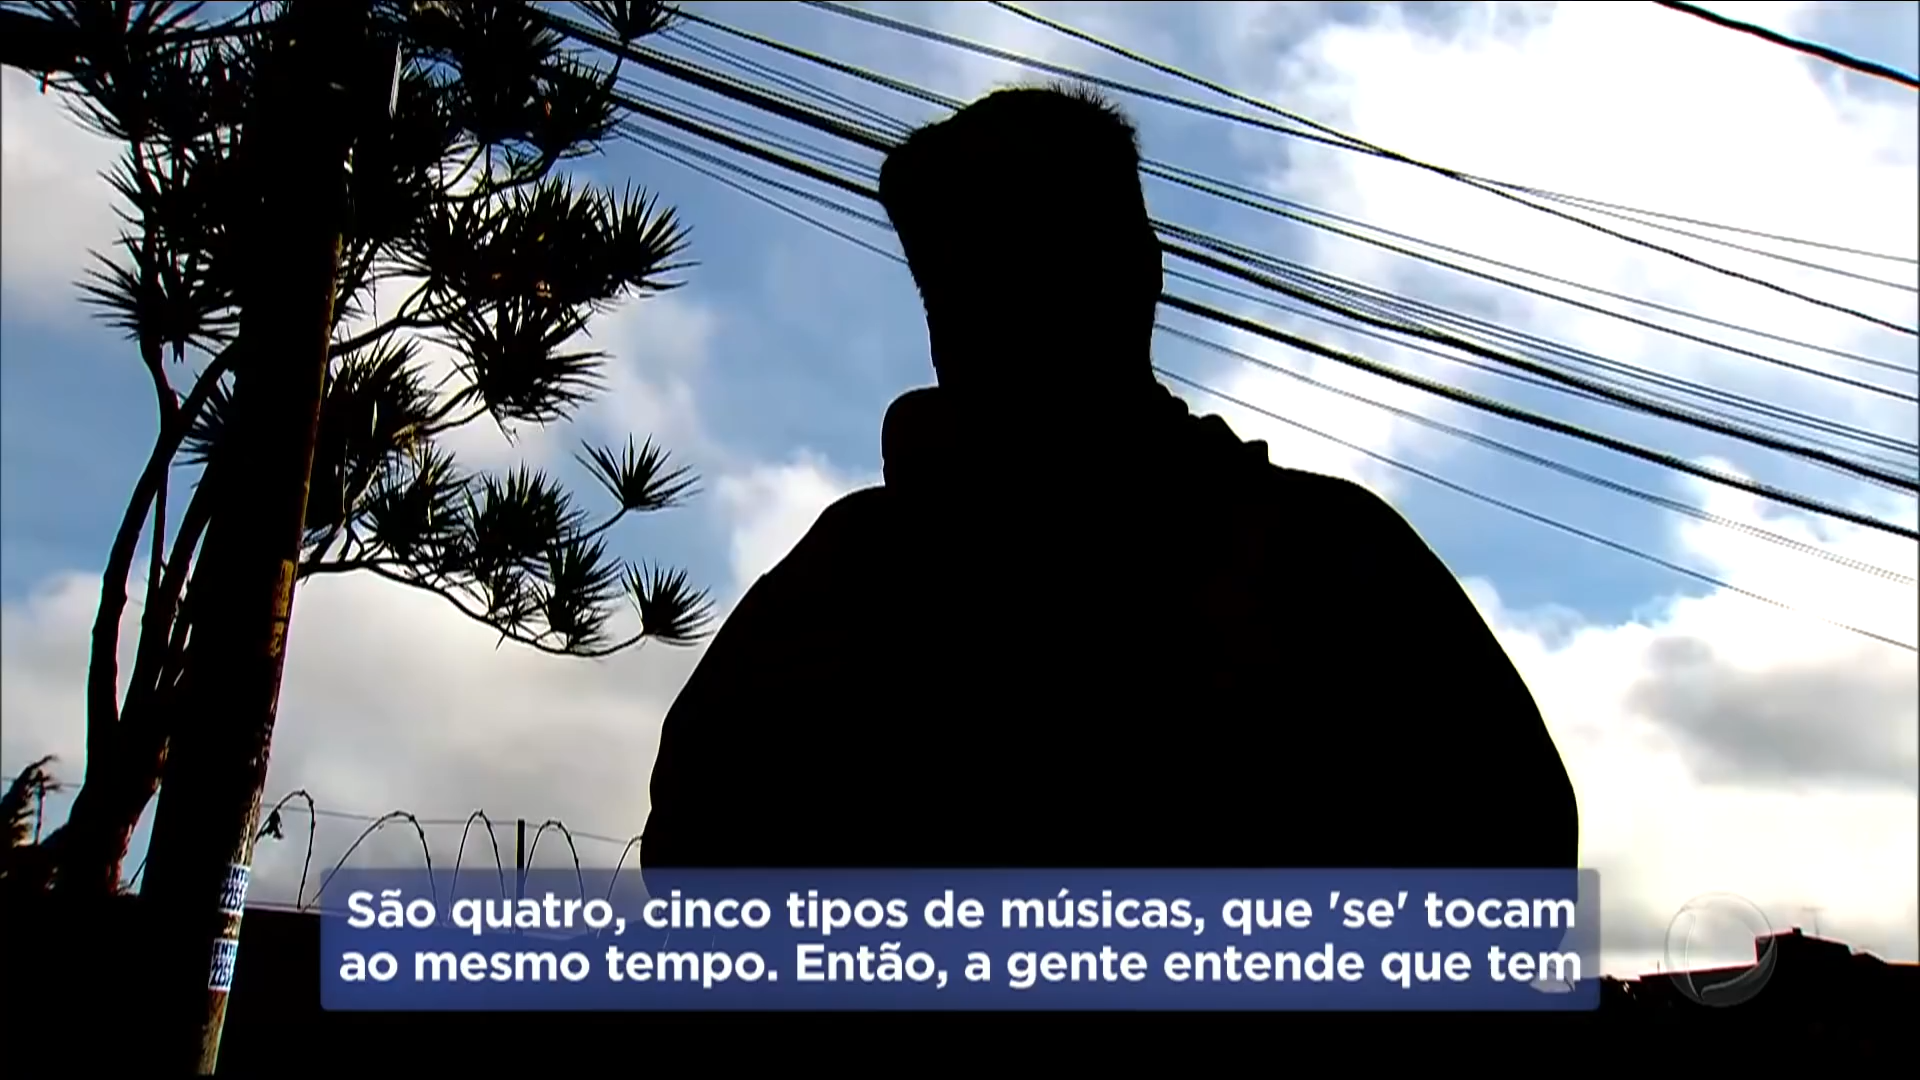 São quatro, cinco tipos de músicas, que 'se' tocam
ao mesmo tempo. Então, a gente entende que tem